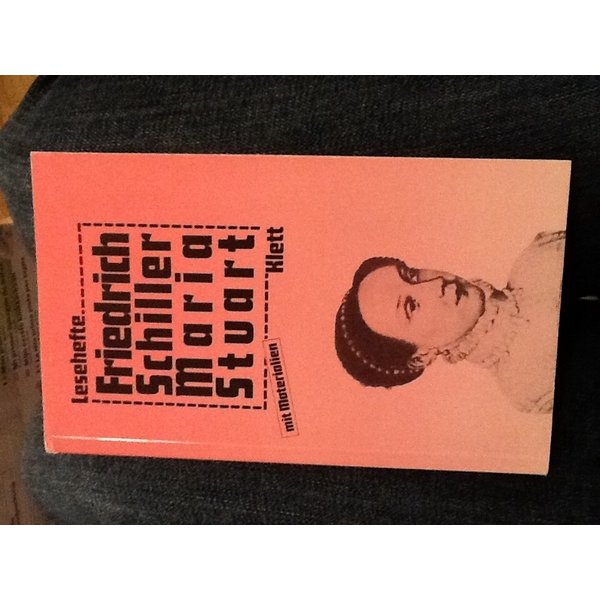 Lesehefte
Friedrich
Schiller
Maria
Stuart
Klett
mit Materialien